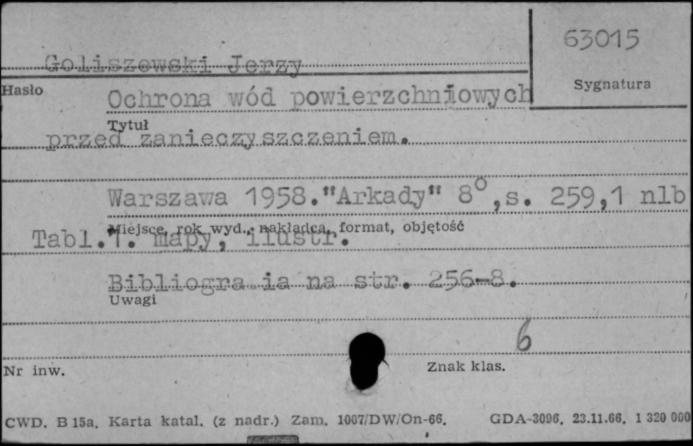 63015
Goliszewski Jerzy
Hasło
Sygnatura
Ochrona wód powierzchniowych
Tytuł
przed zanieczyszczeniem.
Warszawa 1958."Arkady" 8°,s. 259,1 nlb
Miejsce, rok wyd., nakładca, format, objętość
Tabl.1. mapy, ilustr.
Bibliogra ia na str. 256-8.
Uwagi
6
Nr inw.
Znak klas.
CWD. B 15a. Karta katal. (z nadr.) Zam. 1007/DW/On-66. GDA-3096. 23.11.66. 1 320 000